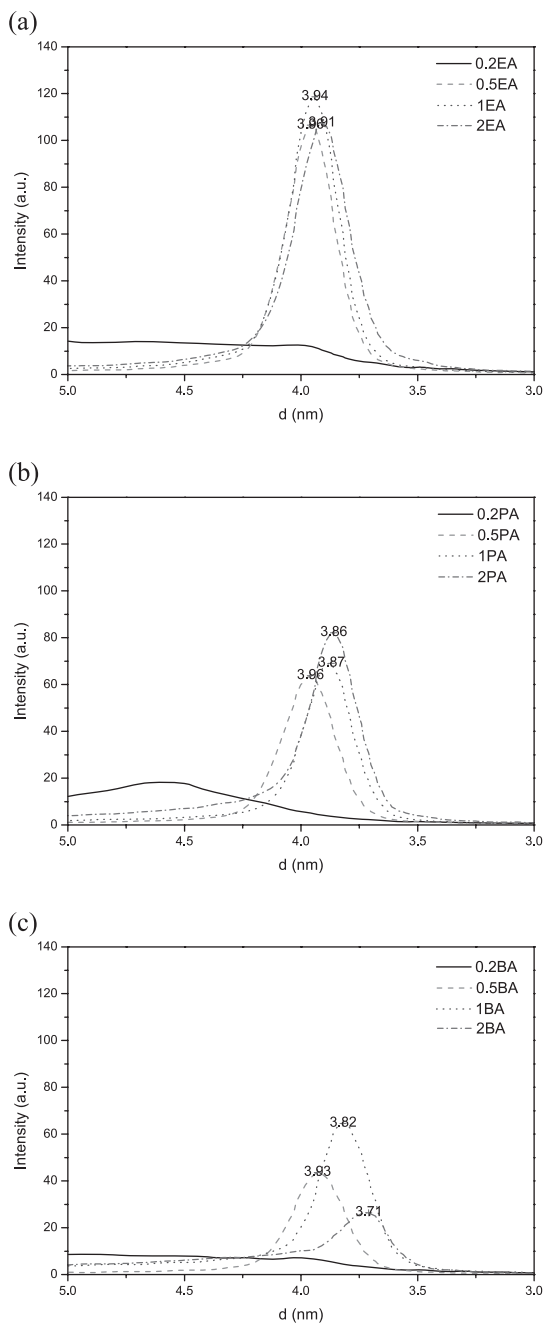 (a)
140
120
100
80
60
40
20
0
Intensity (a.u.)
0.2EA
0.5EA
1EA
2EA
3.94
3.96
3.91
5.0 4.5 4.0 3.5 3.0
d (nm)
(b)
140
120
100
80
60
40
20
0
Intensity (a.u.)
0.2PA
0.5PA
1PA
2PA
3.86
3.87
3.96
5.0 4.5 4.0 3.5 3.0
d (nm)
(c)
140
120
100
80
60
40
20
0
Intensity (a.u.)
0.2BA
0.5BA
1BA
2BA
3.82
3.93
3.71
5.0 4.5 4.0 3.5 3.0
d (nm)